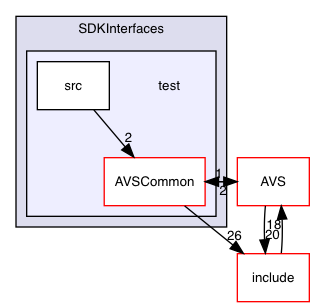 SDKInterfaces
src
test
2
AVSCommon
1
2
AVS
26
18
20
include